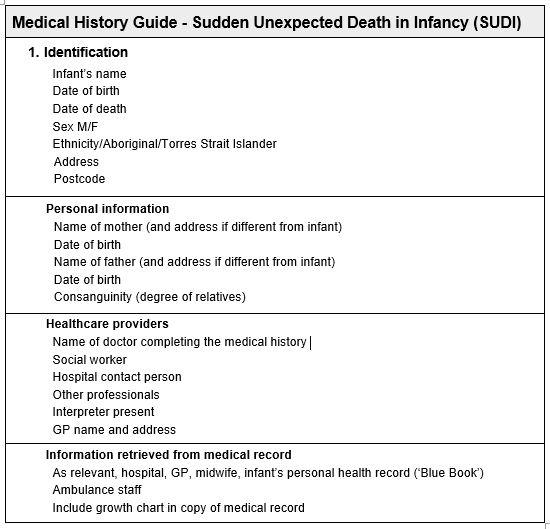 Medical History Guide - Sudden Unexpected Death in Infancy (SUDI)
1. Identification
Infant's name
Date of birth
Date of death
Sex M/F
Ethnicity/Aboriginal/Torres Strait Islander
Address
Postcode
Personal information
Name of mother (and address if different from infant)
Date of birth
Name of father (and address if different from infant)
Date of birth
Consanguinity (degree of relatives)
Healthcare providers
Name of doctor completing the medical history
Social worker
Hospital contact person
Other professionals
Interpreter present
GP name and address
Information retrieved from medical record
As relevant, hospital, GP, midwife, infant's personal health record ('Blue Book')
Ambulance staff
Include growth chart in copy of medical record